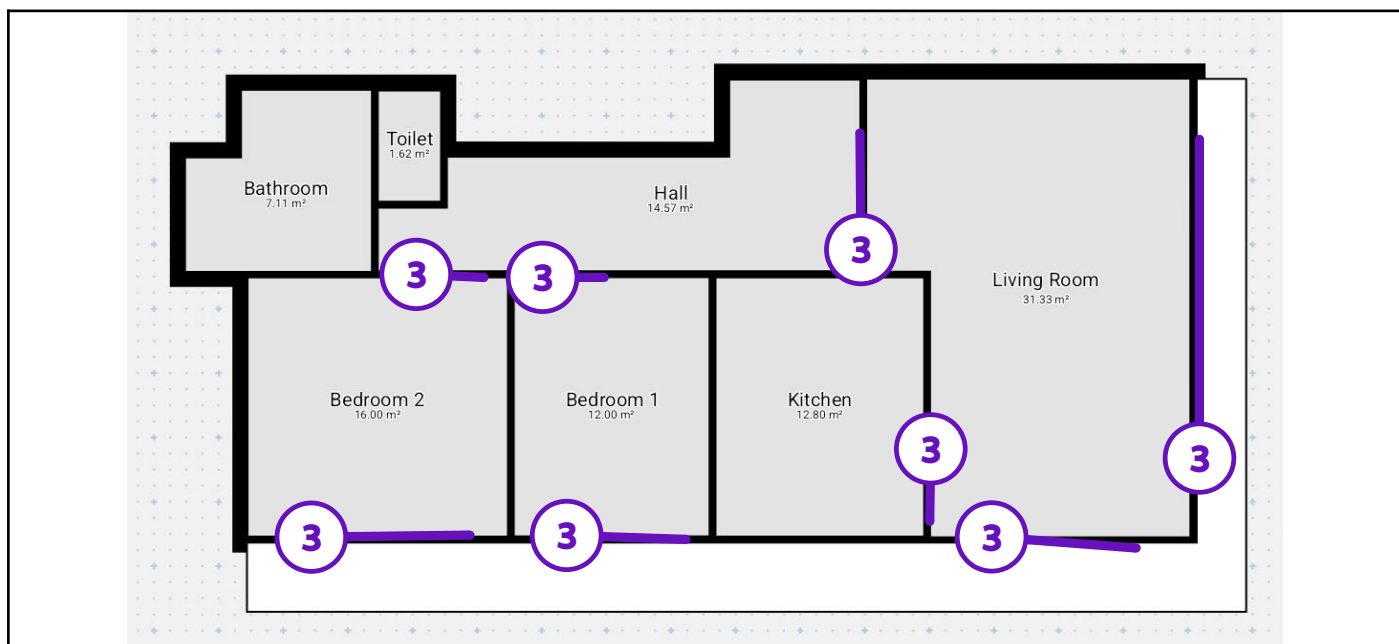 Toilet
1.62 m²
Bathroom
7.11 m²
Hall
14.57 m²
3
3
3
Living Room
31.33 m²
Bedroom 2
16.00 m²
Bedroom 1
12.00 m²
Kitchen
12.80 m²
3
3
3
3
3